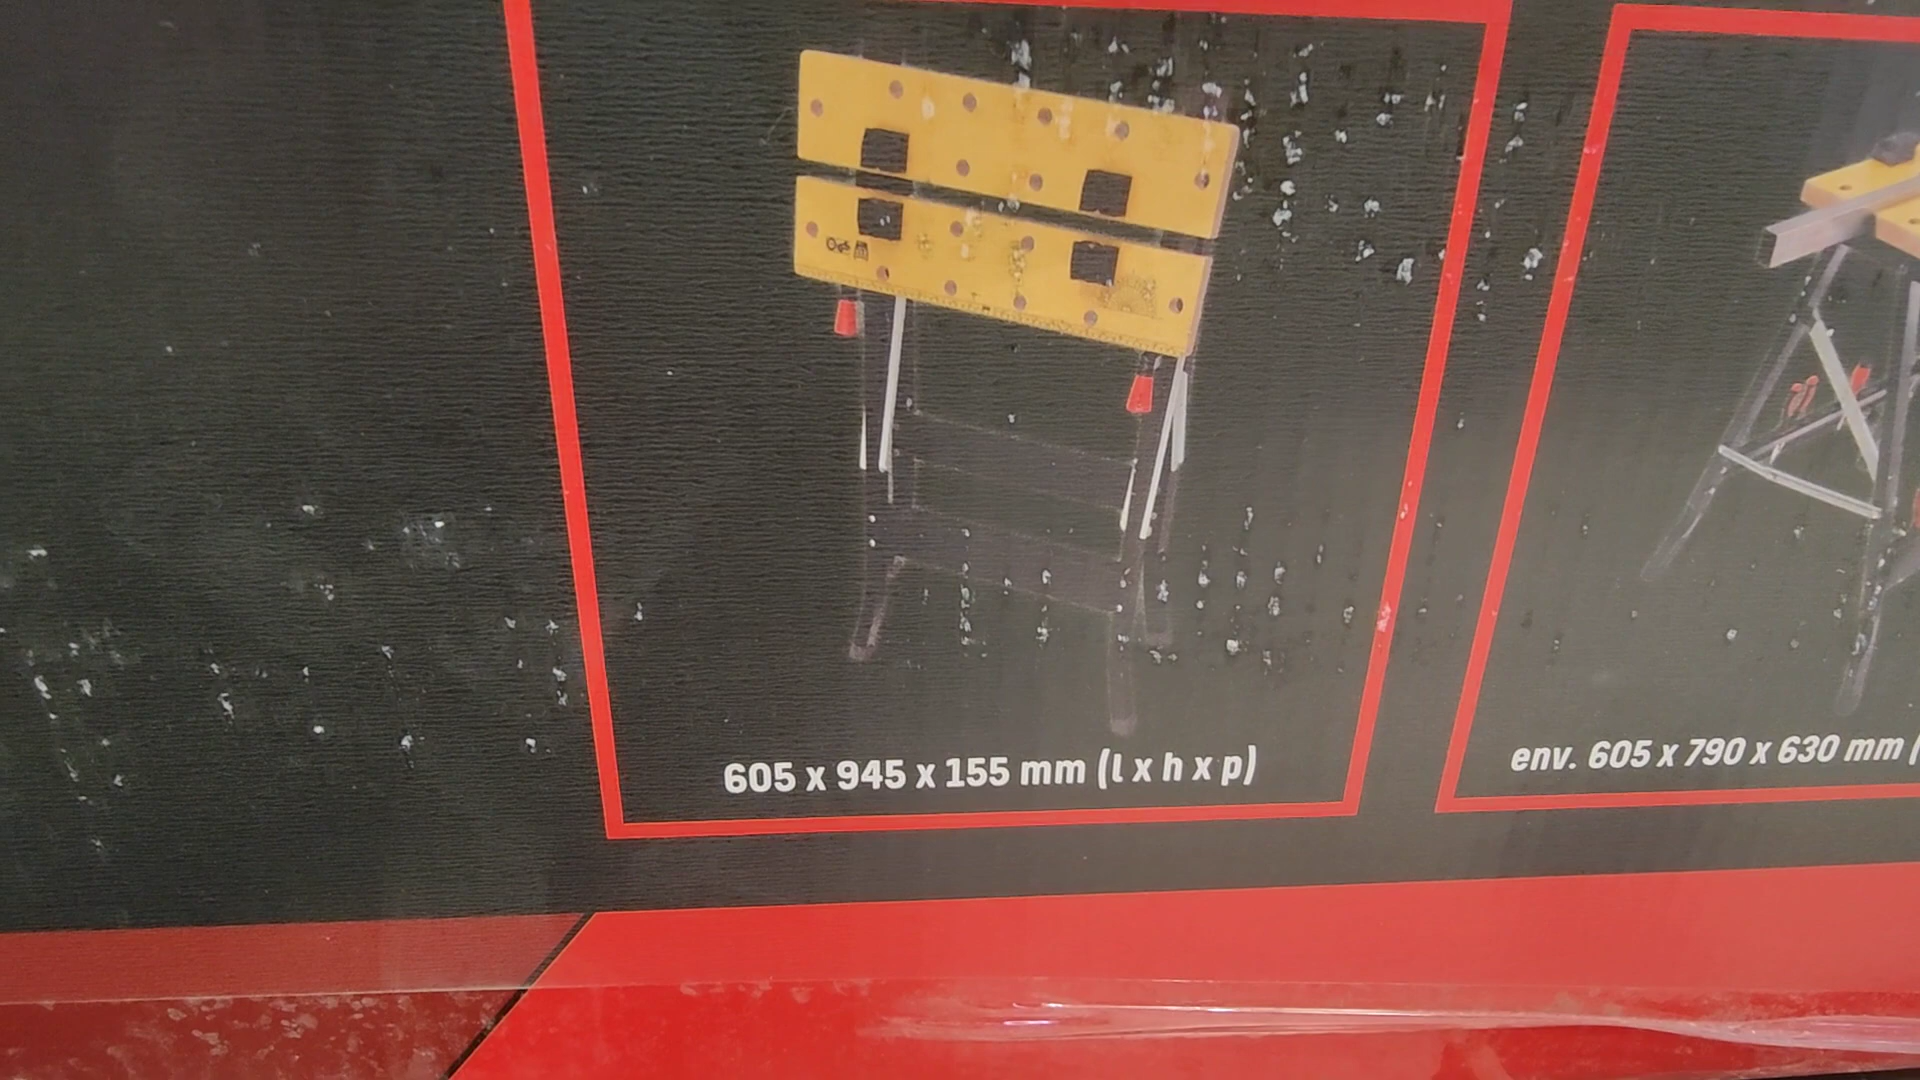 605 x 945 x 155 mm (l x h x p)
env. 605 x 790 x 630 mm (